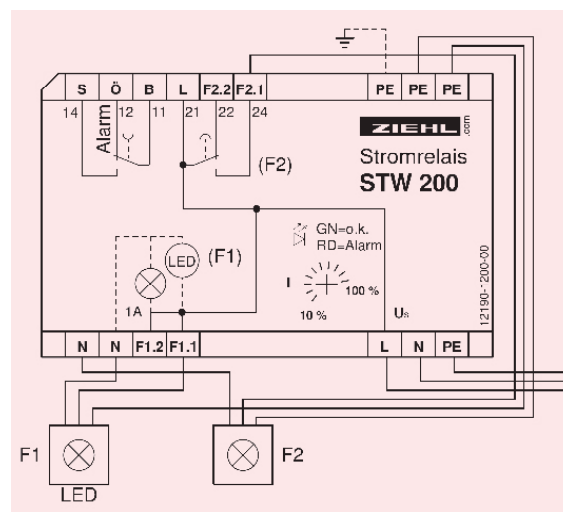 S Ö B L F2.2 F2.1 PE PE PE
14 12 11 21 22 24
Alarm
ZIEHL.com
(F2)
Stromrelais
STW 200
GN=o.k.
RD=Alarm
LED (F1)
I 100 %
10 %
1A
Us
12190-1200-00
N N F1.2 F1.1 L N PE
F1
LED
F2